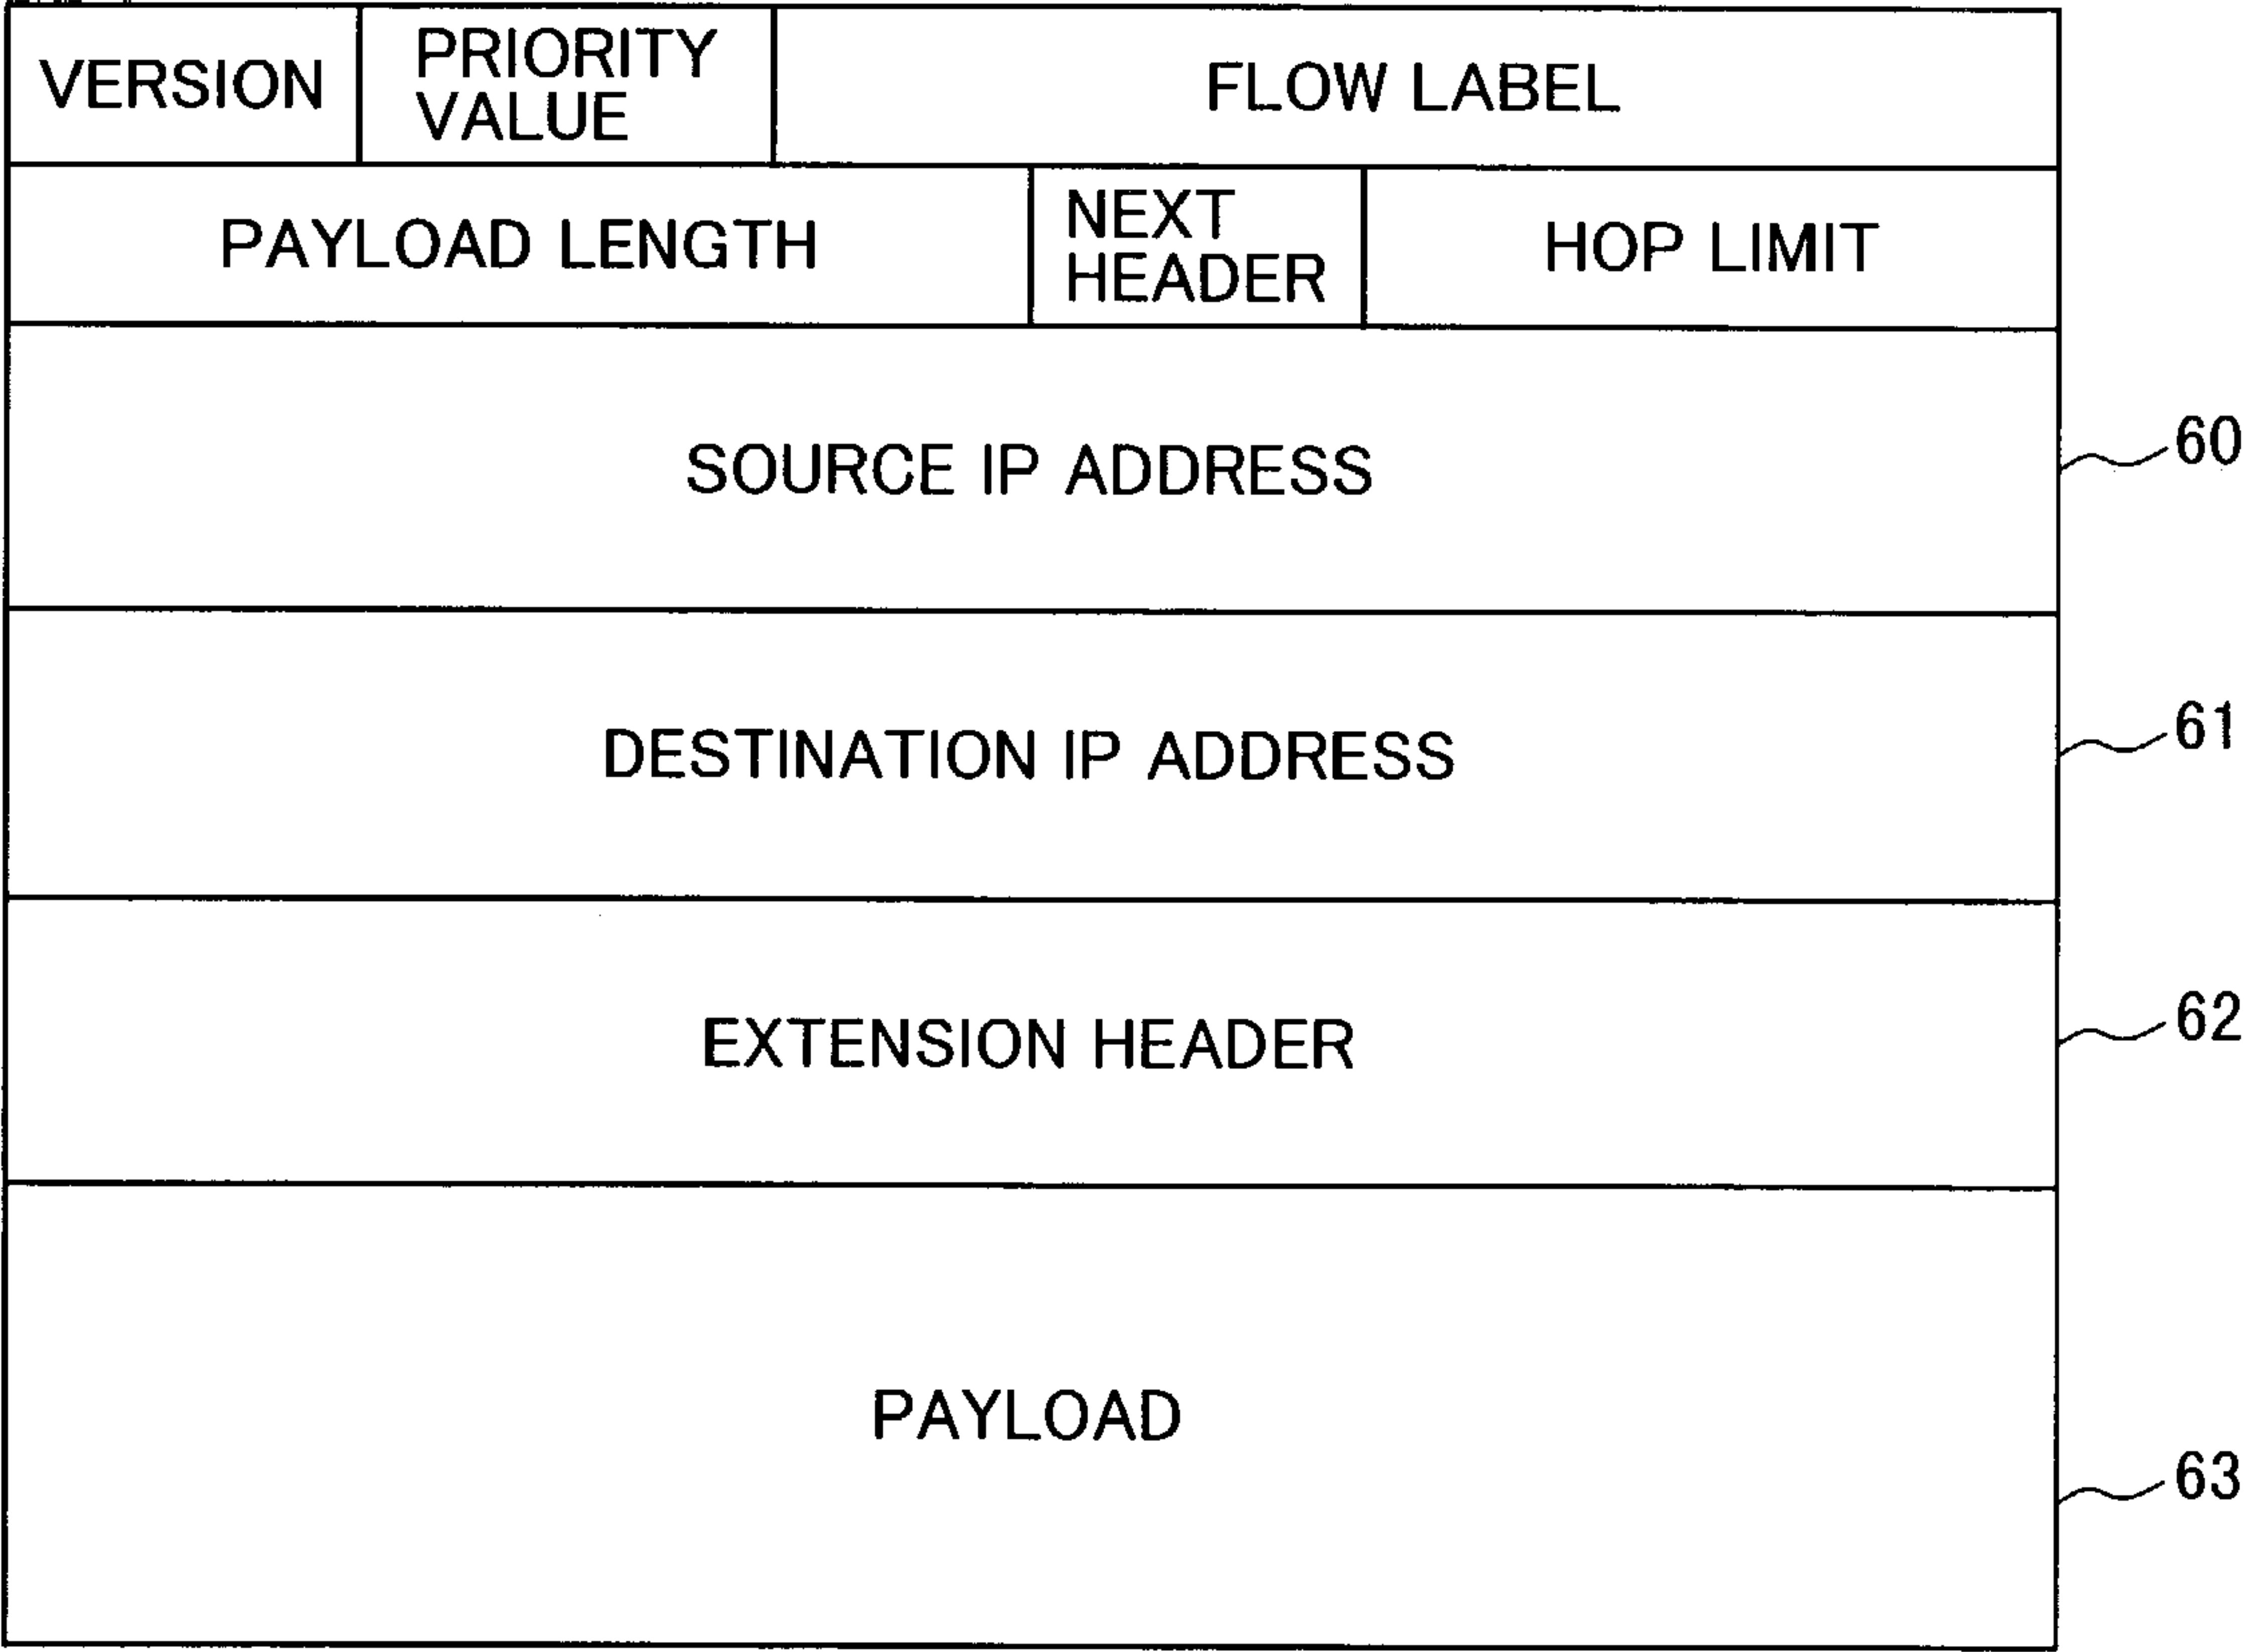 VERSION
PRIORITY
VALUE
FLOW LABEL
PAYLOAD LENGTH
NEXT
HEADER
HOP LIMIT
SOURCE IP ADDRESS
60
DESTINATION IP ADDRESS
61
EXTENSION HEADER
62
PAYLOAD
63